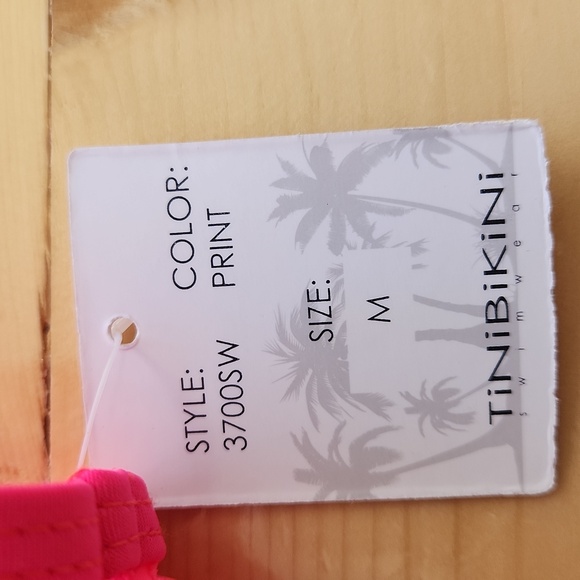 STYLE: COLOR:
3700SW PRINT
SIZE:
M
TiNiBiKiNi
swimwear